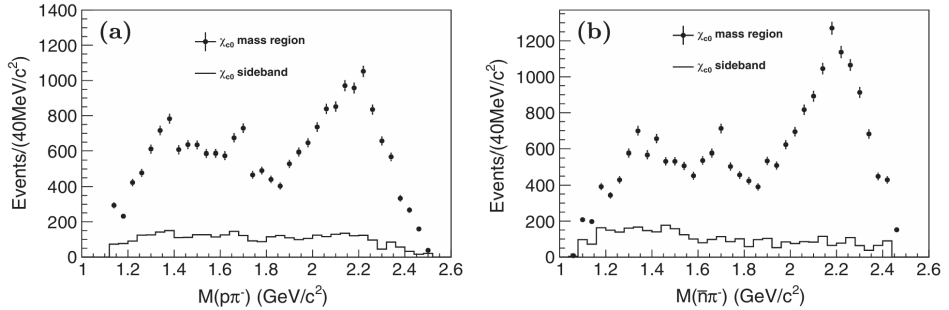 (a)
χc0 mass region
χc0 sideband
Events/(40MeV/c²)
1400
1200
1000
800
600
400
200
0
1 1.2 1.4 1.6 1.8 2 2.2 2.4 2.6
M(pπ⁻) (GeV/c²)
(b)
χc0 mass region
χc0 sideband
Events/(40MeV/c²)
1200
1000
800
600
400
200
0
1 1.2 1.4 1.6 1.8 2 2.2 2.4 2.6
M(n̅π⁻) (GeV/c²)